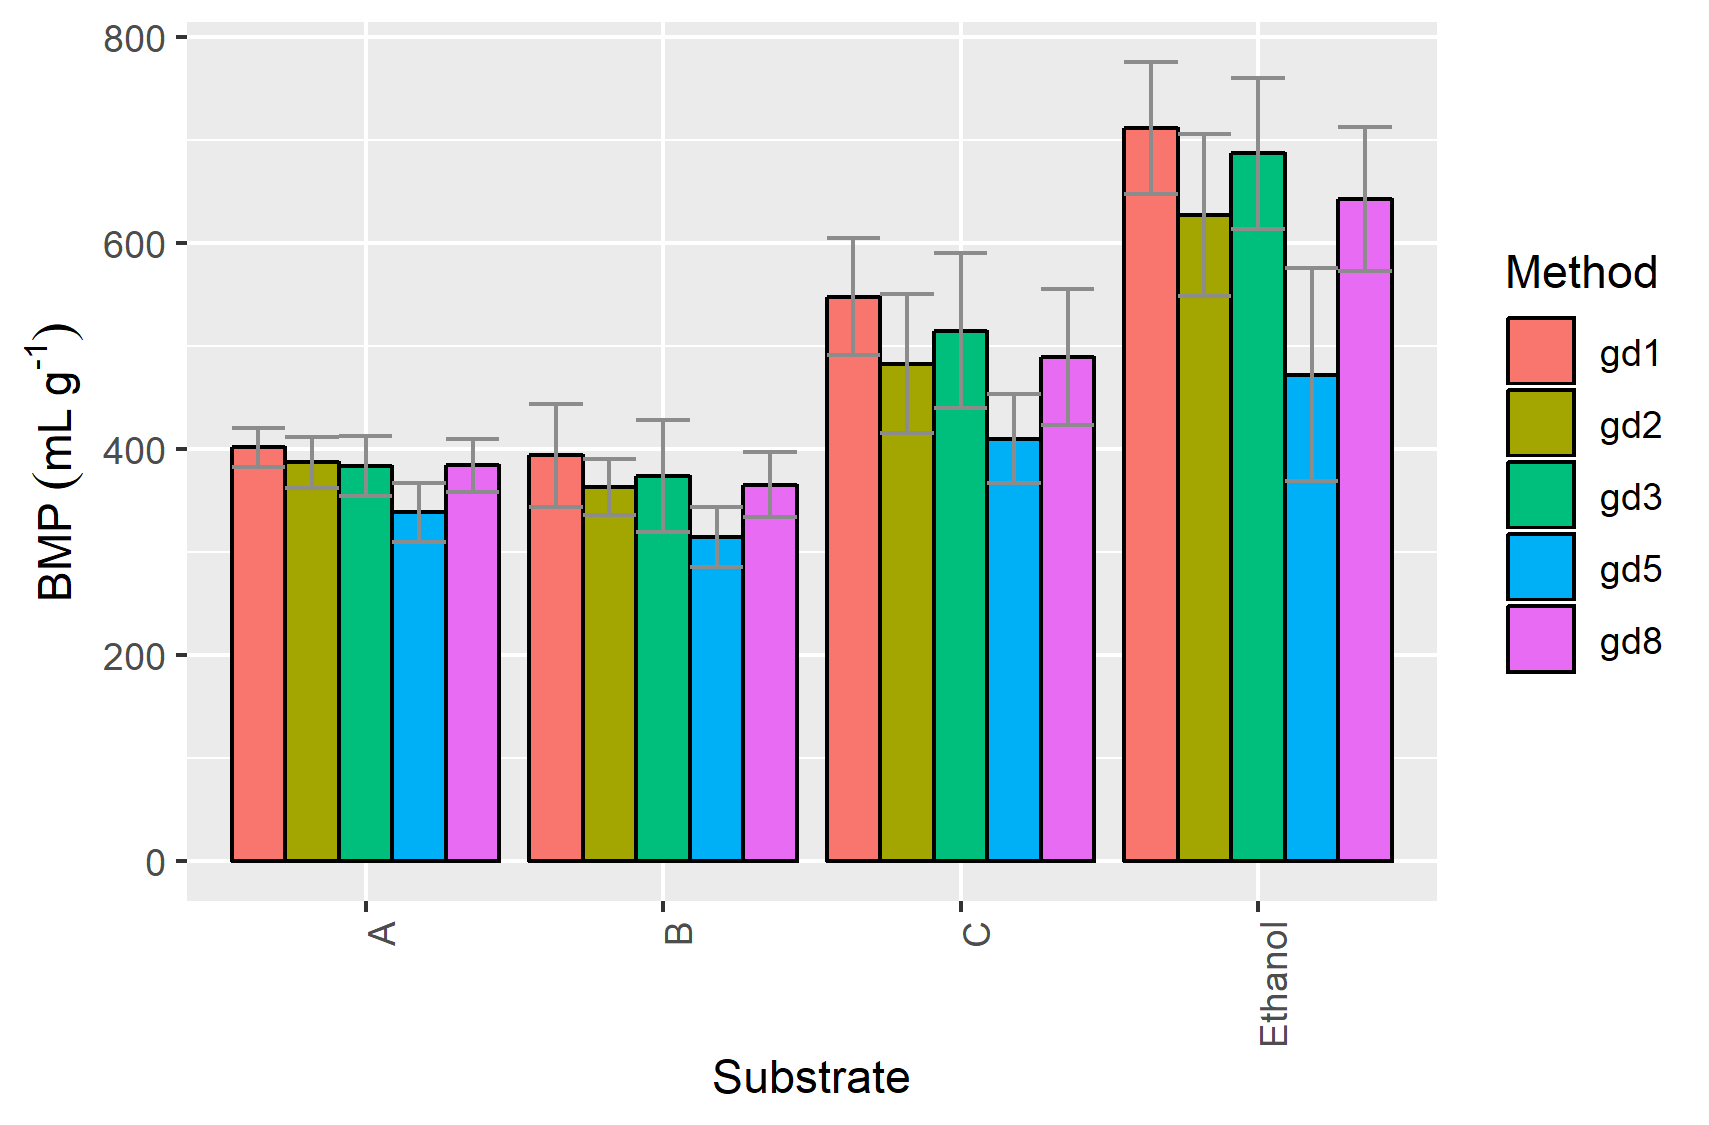 BMP (mL g⁻¹)
800
600
400
200
0
A
B
C
Ethanol
Substrate
Method
gd1
gd2
gd3
gd5
gd8